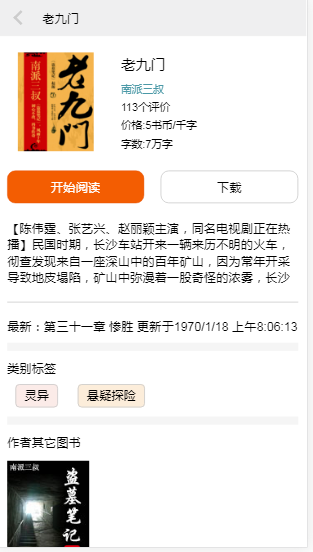 老九门
南派三叔
老九门
老九门
南派三叔
113个评价
价格:5书币/千字
字数:7万字
开始阅读
下载
【陈伟霆、张艺兴、赵丽颖主演，同名电视剧正在热
播】民国时期，长沙车站开来一辆来历不明的火车，
彻查发现来自一座深山中的百年矿山，因为常年开采
导致地皮塌陷，矿山中弥漫着一股奇怪的浓雾，长沙
最新：第三十一章 惨胜 更新于1970/1/18 上午8:06:13
类别标签
灵异
悬疑探险
作者其它图书
南派三叔
盗墓笔记